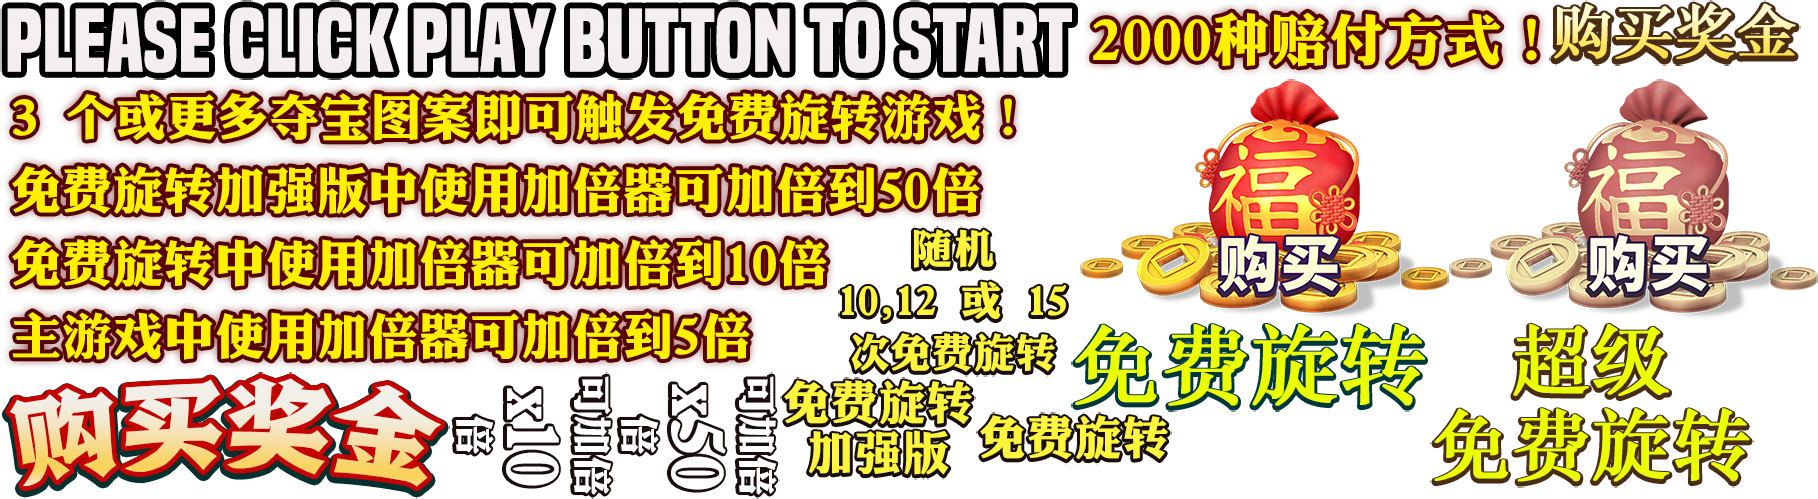 PLEASE CLICK PLAY BUTTON TO START
2000种赔付方式！
购买奖金
3 个或更多夺宝图案即可触发免费旋转游戏！
免费旋转加强版中使用加倍器可加倍到50倍
免费旋转中使用加倍器可加倍到10倍
主游戏中使用加倍器可加倍到5倍
随机
10,12 或 15
次免费旋转
福
购买
福
购买
免费旋转
超级
免费旋转
购买奖金
可加倍
x10
倍
可加倍
x50
倍
免费旋转
加强版
免费旋转